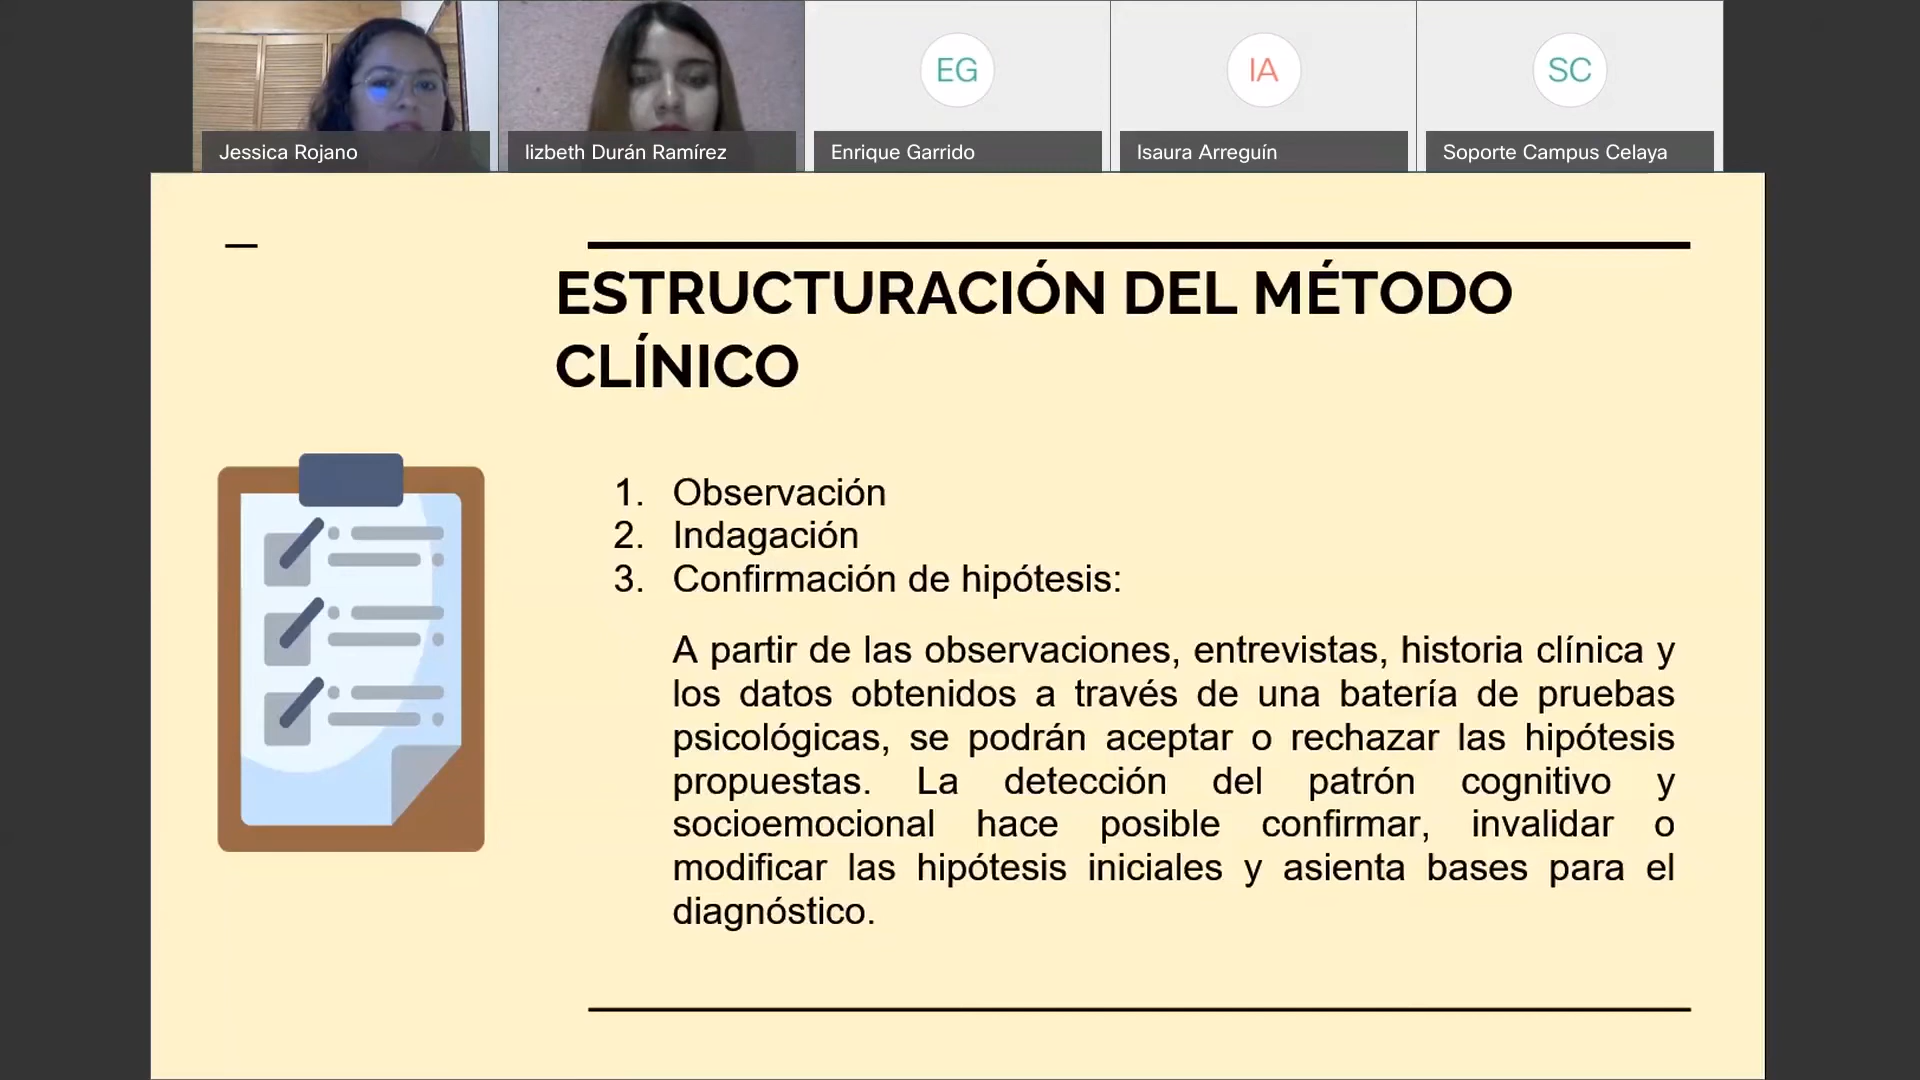 EG
IA
SC
Jessica Rojano
lizbeth Durán Ramírez
Enrique Garrido
Isaura Arreguín
Soporte Campus Celaya
ESTRUCTURACIÓN DEL MÉTODO
CLÍNICO
1. Observación
2. Indagación
3. Confirmación de hipótesis:
A partir de las observaciones, entrevistas, historia clínica y
los datos obtenidos a través de una batería de pruebas
psicológicas, se podrán aceptar o rechazar las hipótesis
propuestas. La detección del patrón cognitivo y
socioemocional hace posible confirmar, invalidar o
modificar las hipótesis iniciales y asienta bases para el
diagnóstico.